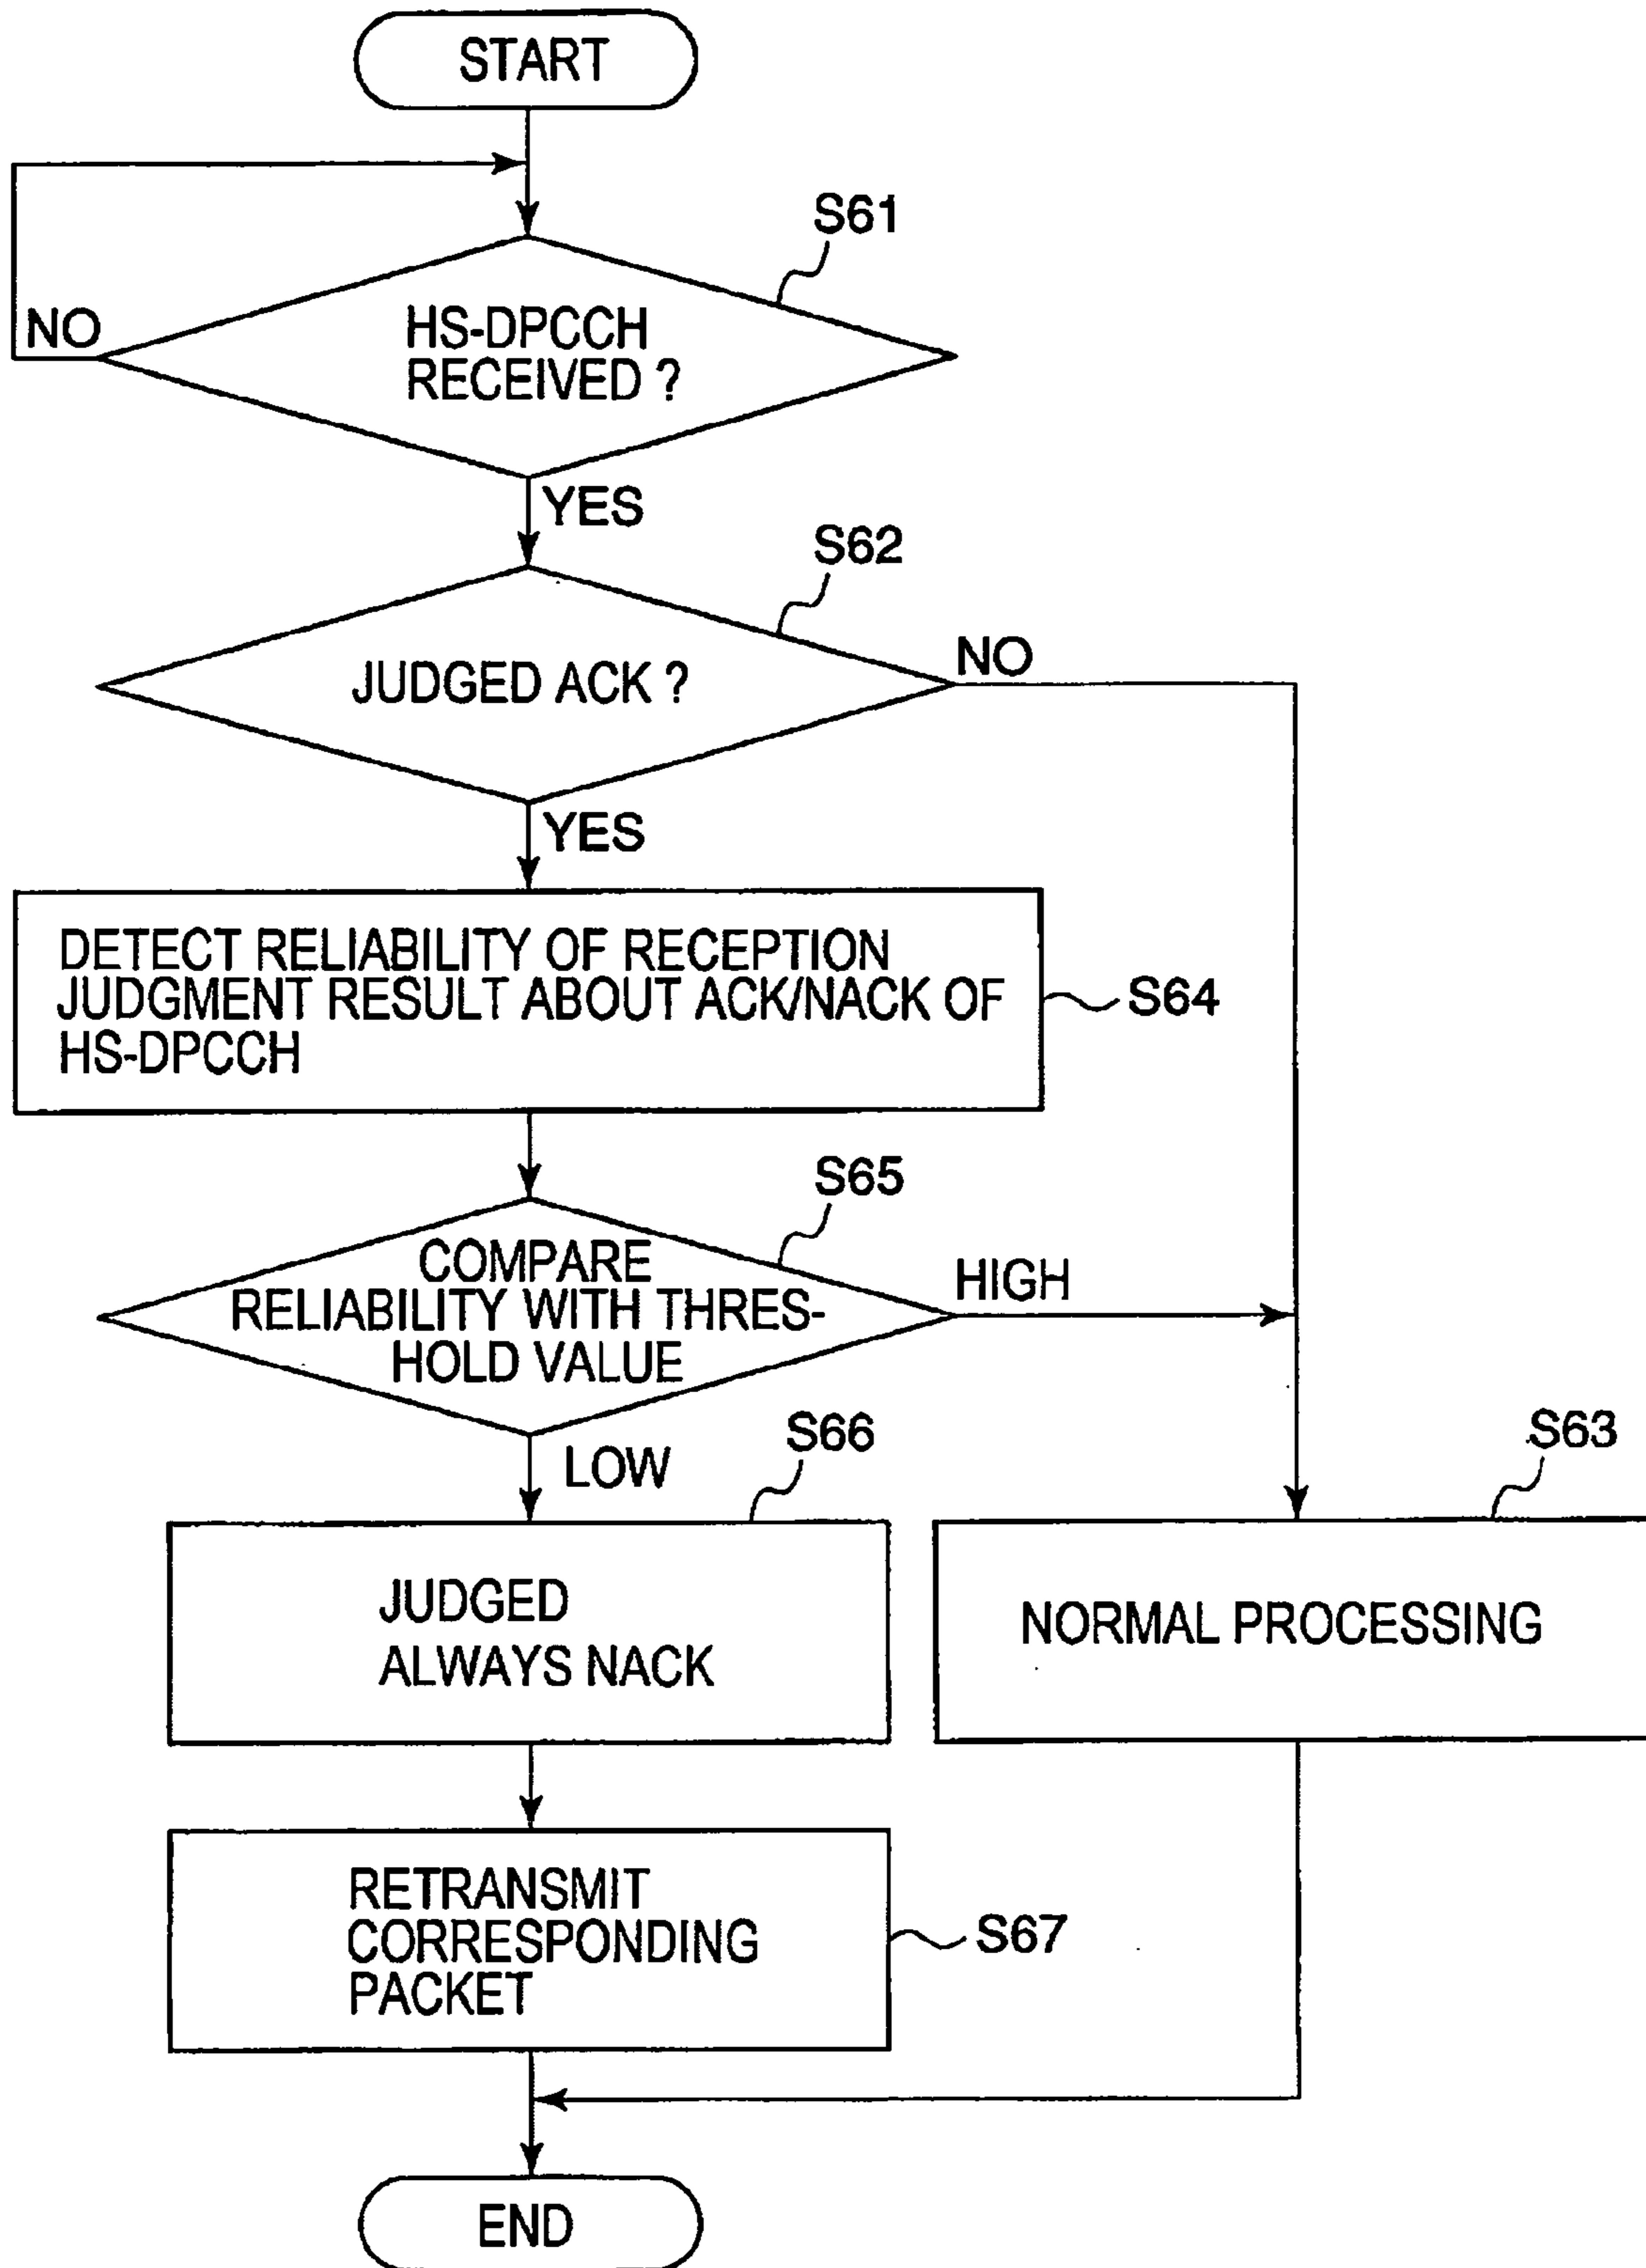 START
S61
NO
HS-DPCCH
RECEIVED ?
YES
S62
NO
JUDGED ACK ?
YES
DETECT RELIABILITY OF RECEPTION
JUDGMENT RESULT ABOUT ACK/NACK OF
HS-DPCCH
S64
S65
COMPARE
RELIABILITY WITH THRES-
HOLD VALUE
HIGH
LOW
S66
S63
JUDGED
ALWAYS NACK
NORMAL PROCESSING
RETRANSMIT
CORRESPONDING
PACKET
S67
END